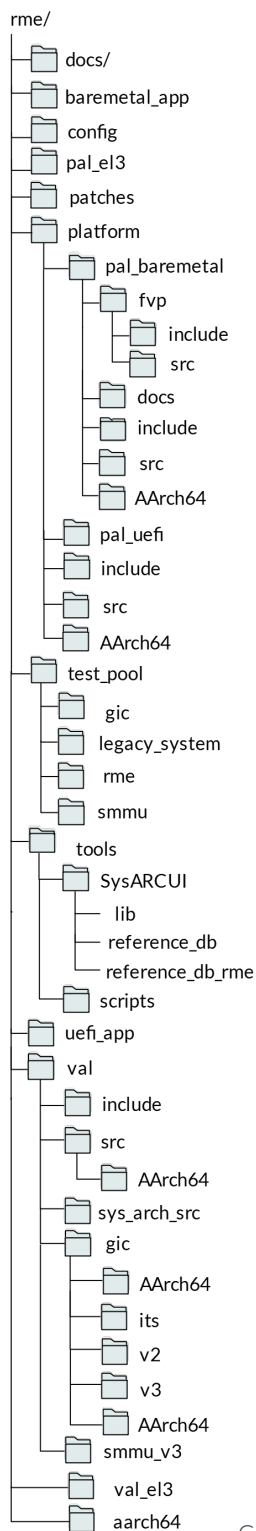 rme/
docs/
baremetal_app
config
pal_el3
patches
platform
pal_baremetal
fvp
include
src
docs
include
src
AArch64
pal_uefi
include
src
AArch64
test_pool
gic
legacy_system
rme
smmu
tools
SysARCUI
lib
reference_db
reference_db_rme
scripts
uefi_app
val
include
src
AArch64
sys_arch_src
gic
AArch64
its
v2
v3
AArch64
smmu_v3
val_el3
aarch64